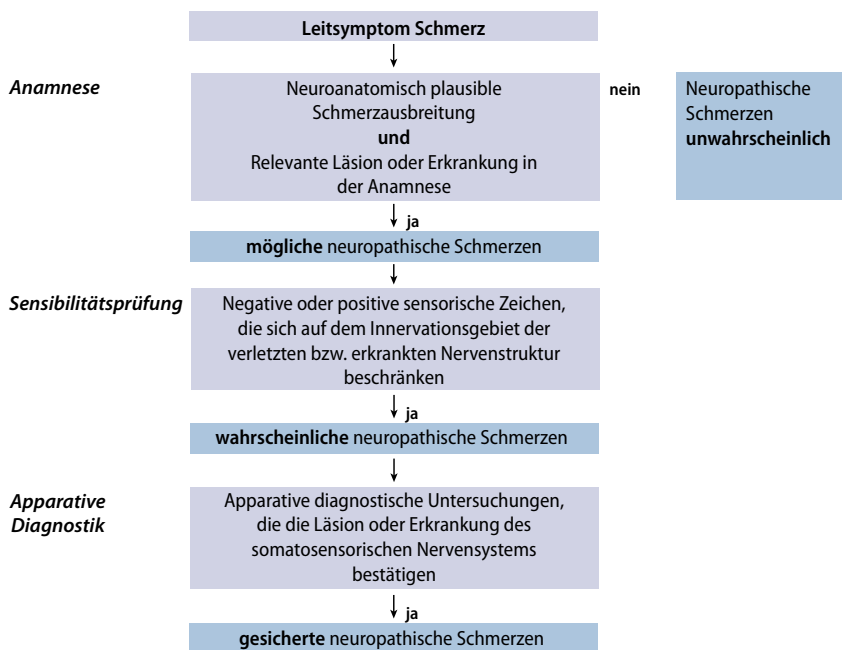 Leitsymptom Schmerz
Anamnese
Neuroanatomisch plausible
Schmerzausbreitung
und
Relevante Läsion oder Erkrankung in
der Anamnese
nein
Neuropathische
Schmerzen
unwahrscheinlich
ja
mögliche neuropathische Schmerzen
Sensibilitätsprüfung
Negative oder positive sensorische Zeichen,
die sich auf dem Innervationsgebiet der
verletzten bzw. erkrankten Nervenstruktur
beschränken
ja
wahrscheinliche neuropathische Schmerzen
Apparative
Diagnostik
Apparative diagnostische Untersuchungen,
die die Läsion oder Erkrankung des
somatosensorischen Nervensystems
bestätigen
ja
gesicherte neuropathische Schmerzen